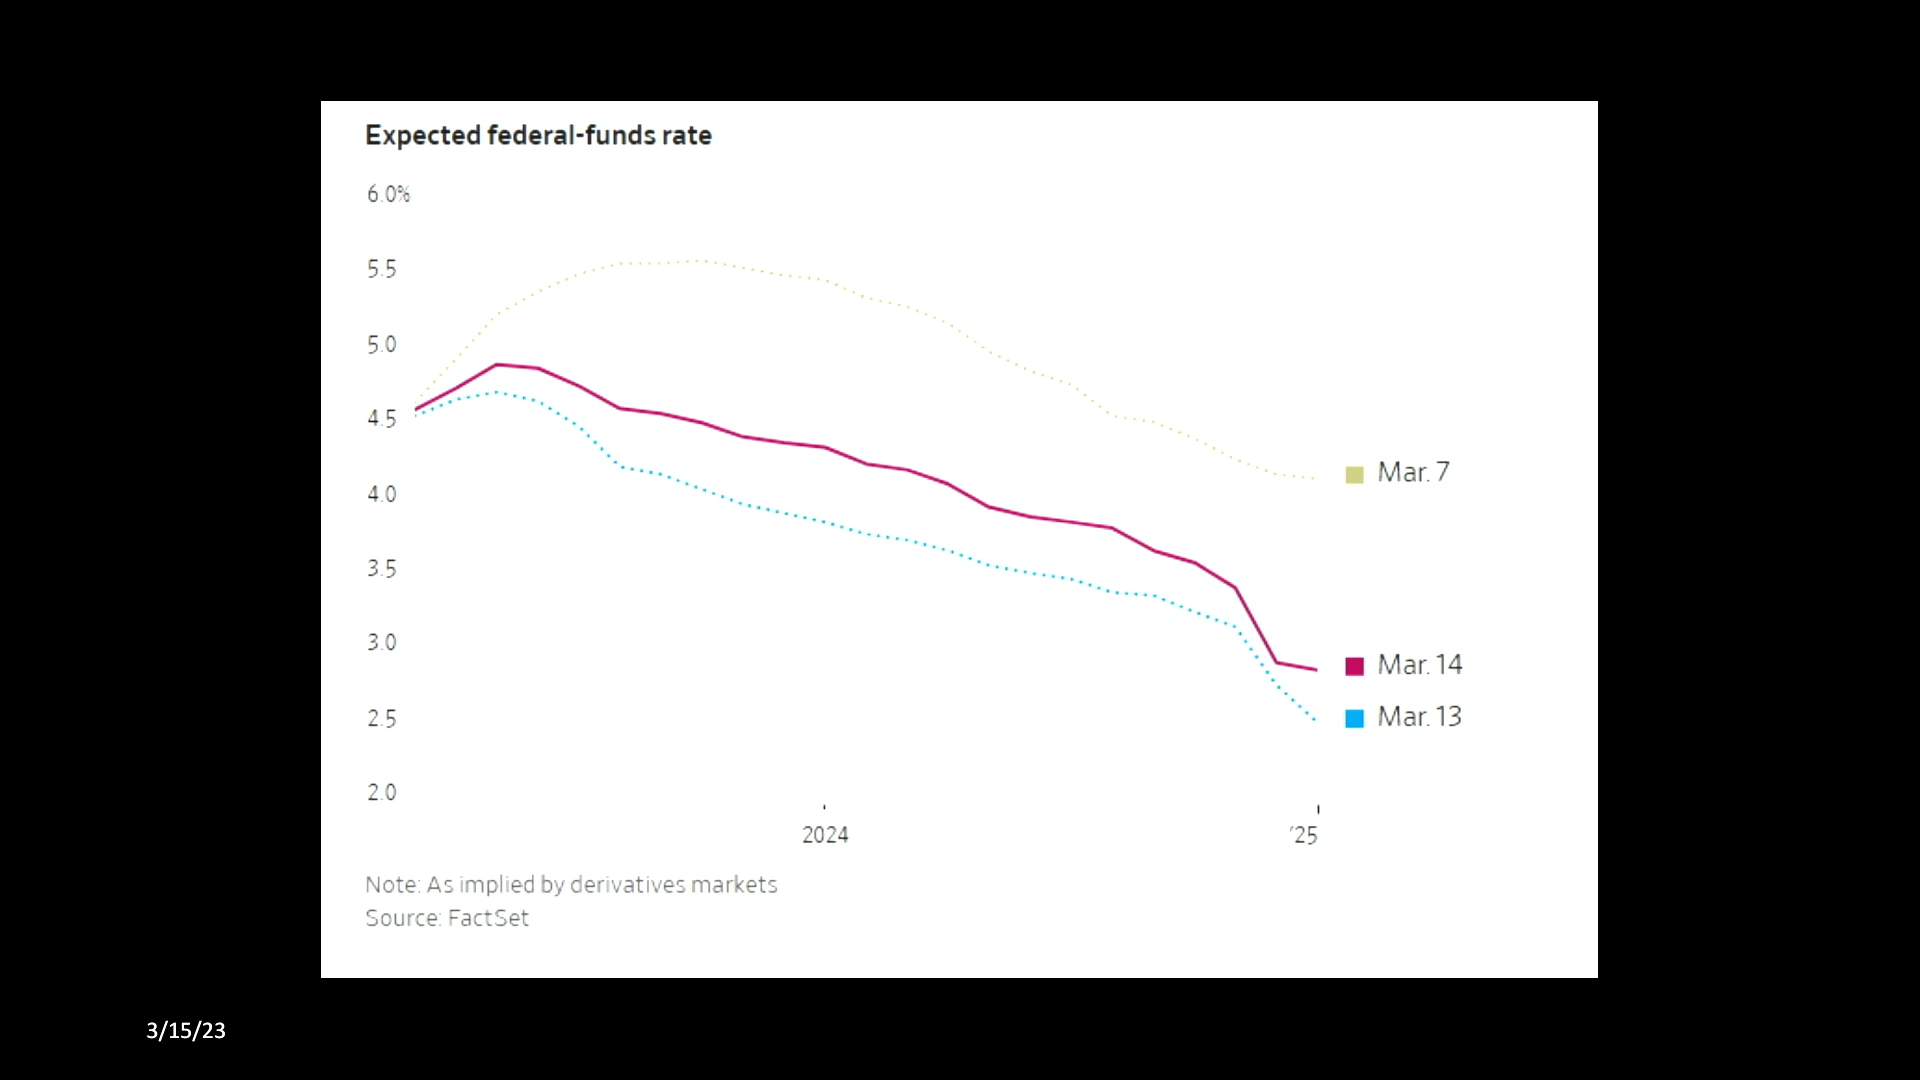 Expected federal-funds rate
6.0%
5.5
5.0
4.5
4.0
3.5
3.0
2.5
2.0
Mar. 7
Mar. 14
Mar. 13
2024
'25
Note: As implied by derivatives markets
Source: FactSet
3/15/23